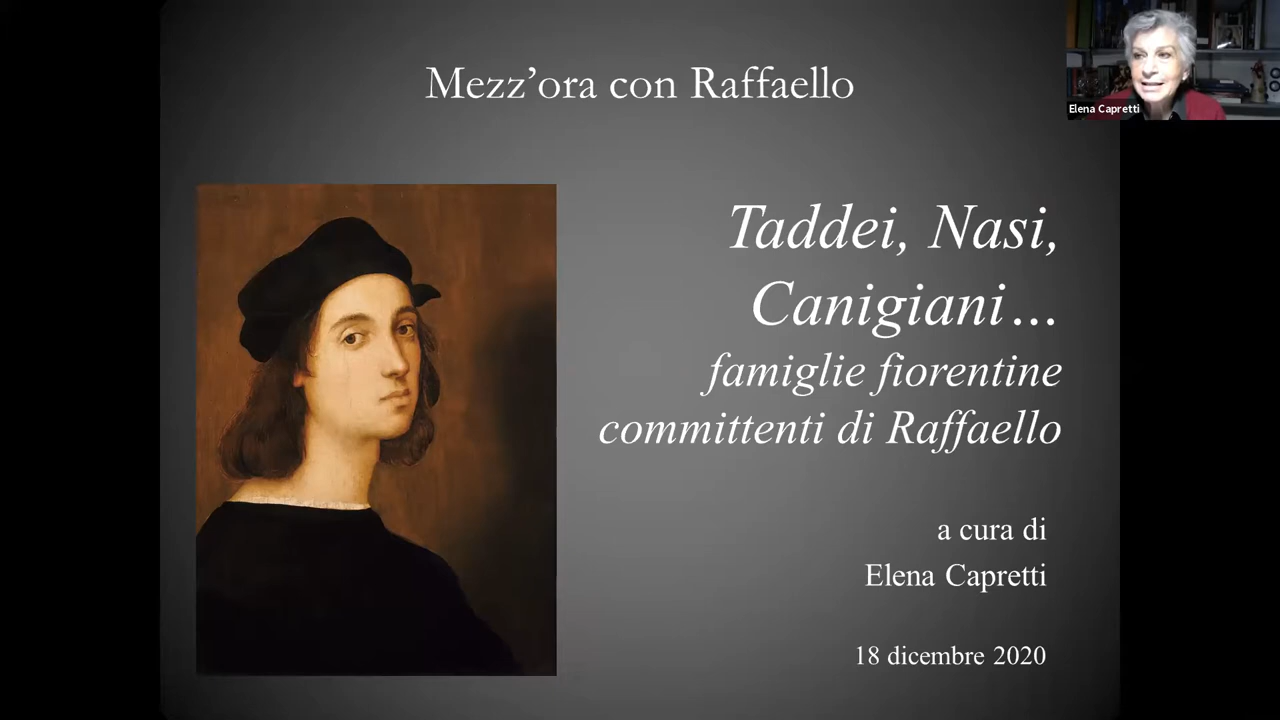 Mezz’ora con Raffaello
Elena Capretti
Taddei, Nasi,
Canigiani…
famiglie fiorentine
committenti di Raffaello
a cura di
Elena Capretti
18 dicembre 2020